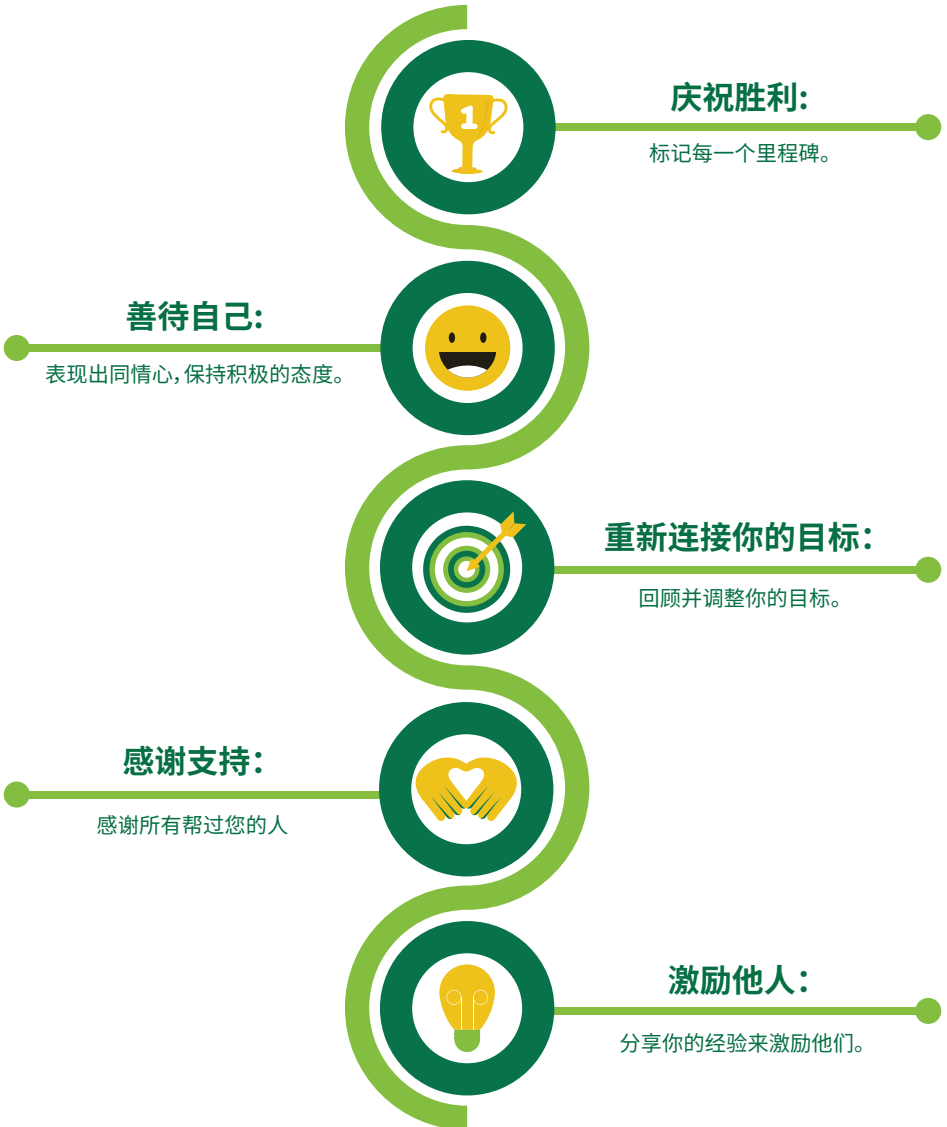 1
庆祝胜利:
标记每一个里程碑。
善待自己:
表现出同情心,保持积极的态度。
重新连接你的目标：
回顾并调整你的目标。
感谢支持：
感谢所有帮过您的人
激励他人：
分享你的经验来激励他们。